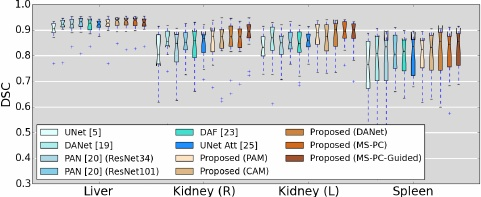 1.0
0.9
0.8
0.7
0.6
0.5
0.3
DSC
UNet [5]
DANet [19]
PAN [20] (ResNet34)
PAN [20] (ResNet101)
DAF [23]
UNet Att [25]
Proposed (PAM)
Proposed (CAM)
Proposed (DANet)
Proposed (MS-PC)
Proposed (MS-PC-Guided)
Liver
Kidney (R)
Kidney (L)
Spleen